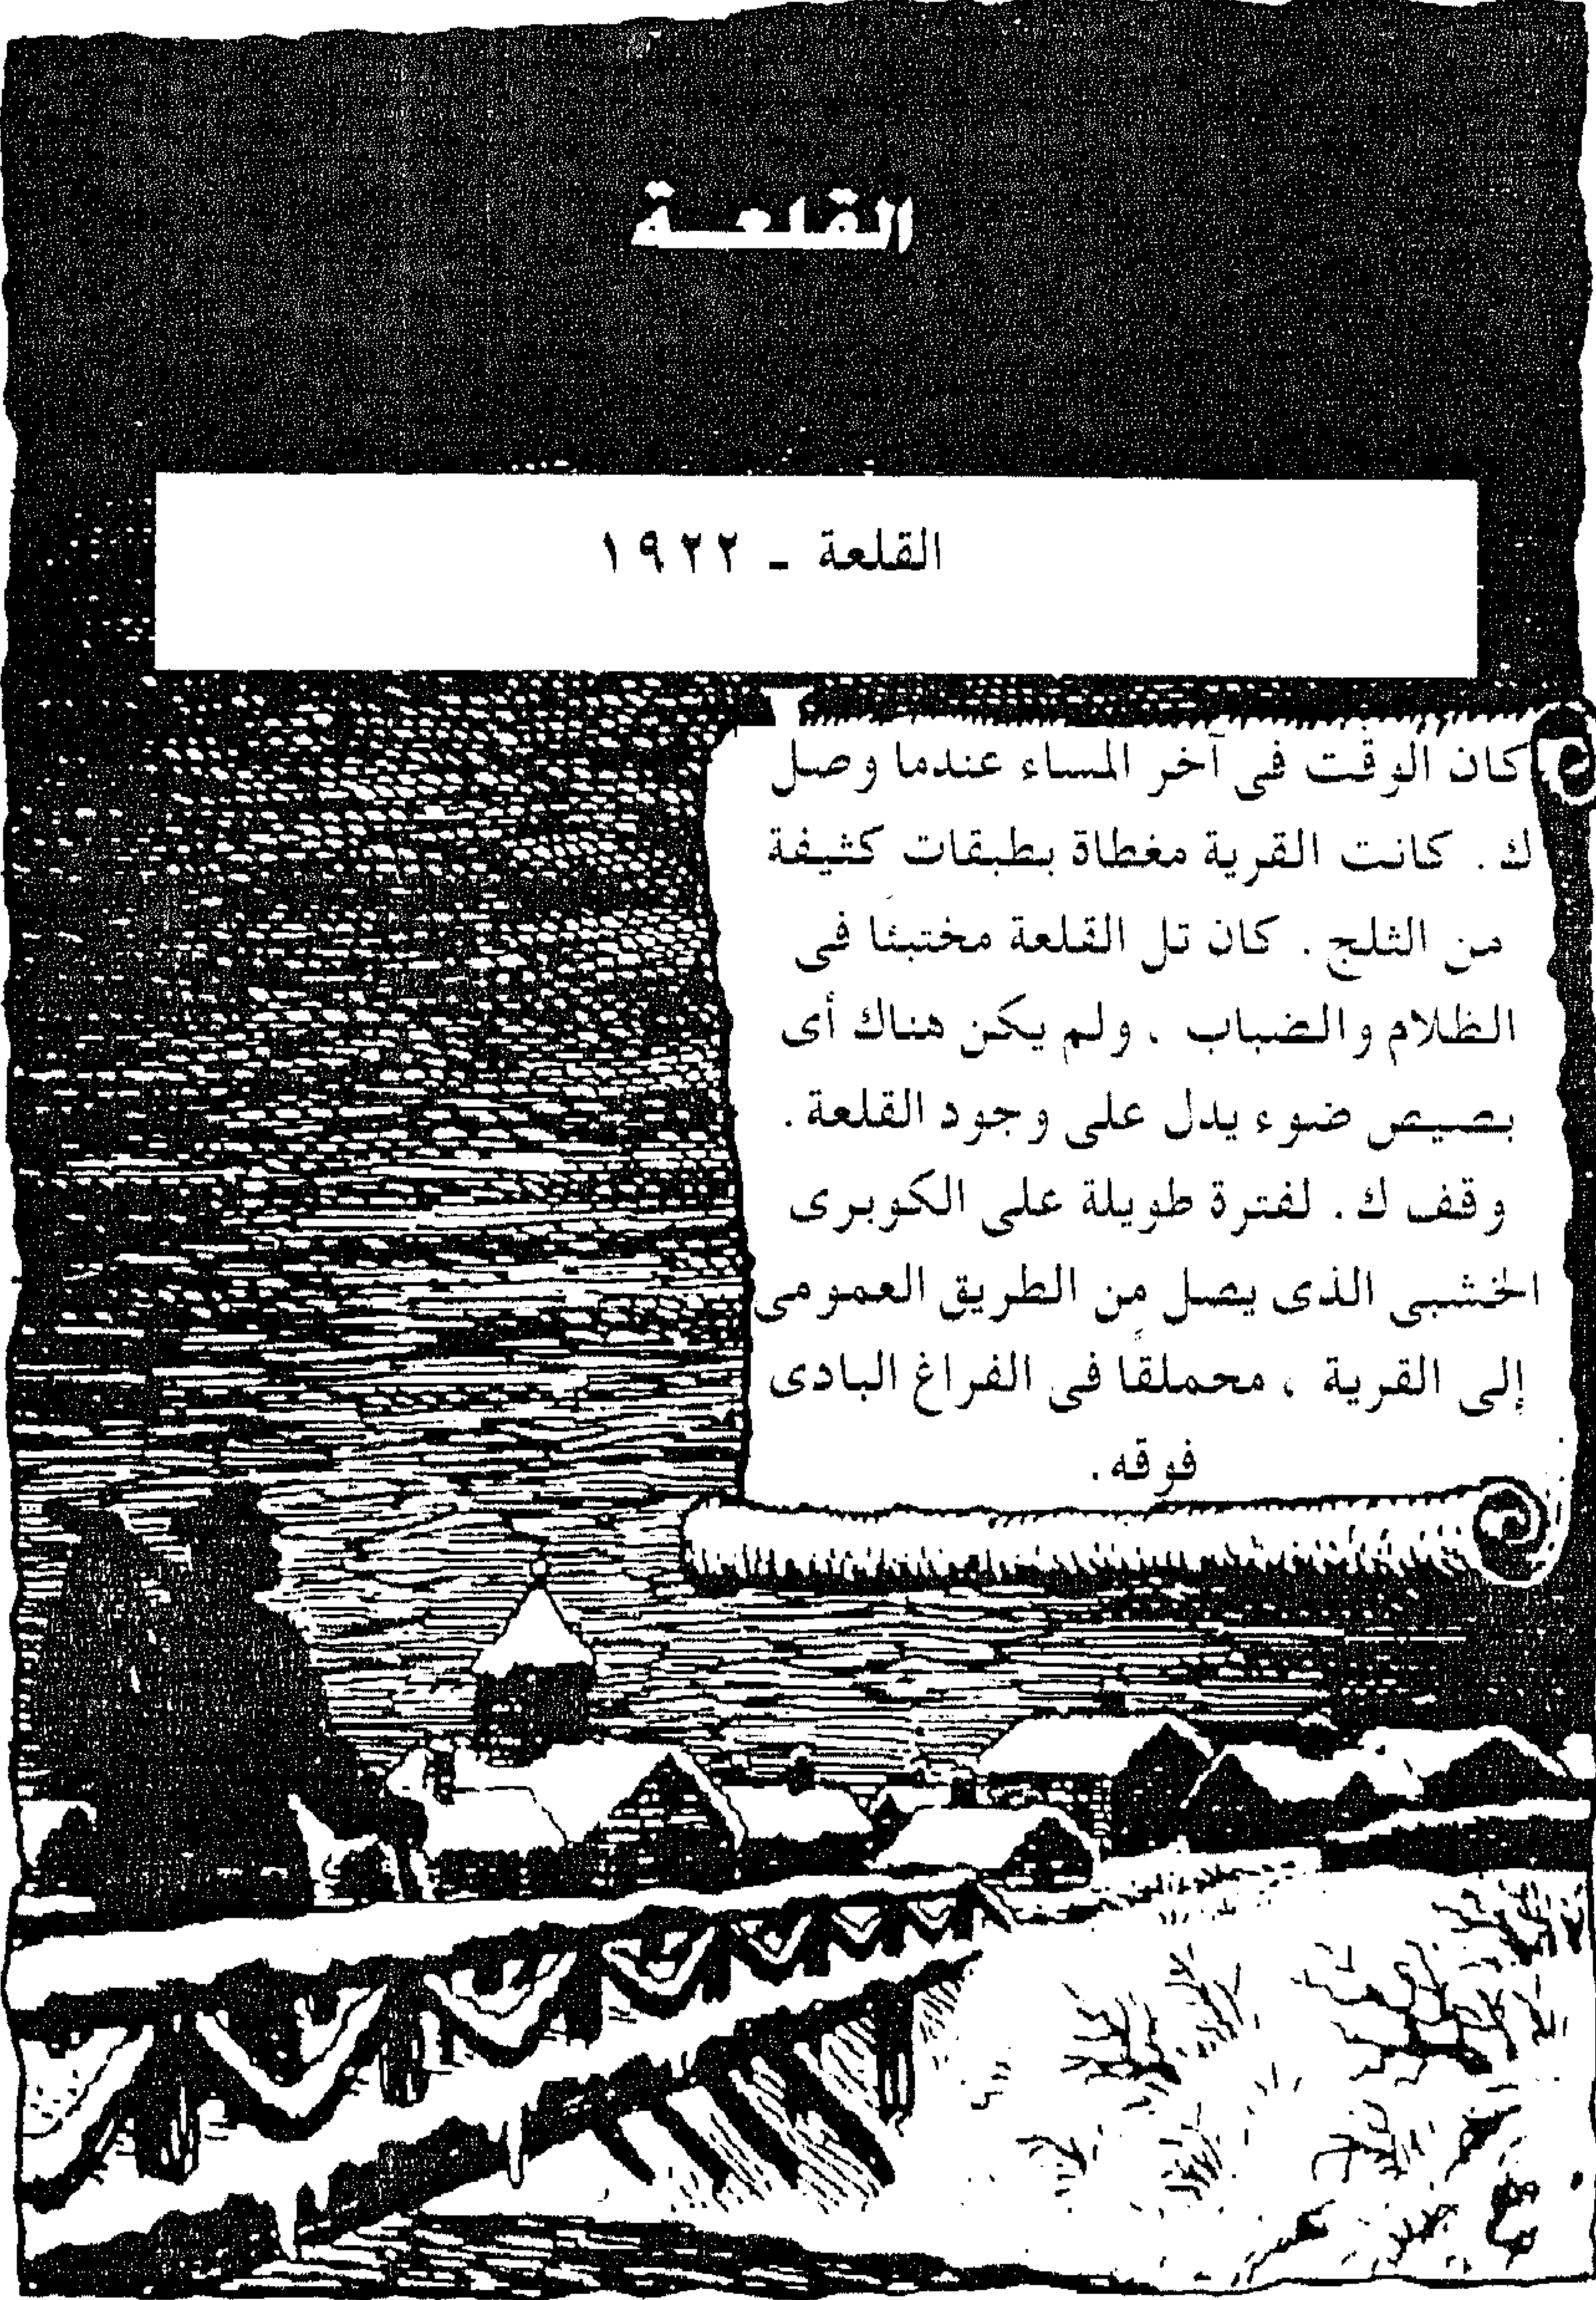 القلعـة
القلعة ـ ١٩٢٢
كان الوقت فى آخر المساء عندما وصل
ك. كانت القرية مغطاة بطبقات كثيفة
من الثلج. كان تل القلعة مختبئا فى
الظلام والضباب ، ولم يكن هناك أى
بصيص ضوء يدل على وجود القلعة.
وقف ك. لفترة طويلة على الكوبرى
الخشبى الذى يصل من الطريق العمومى
إلى القرية ، محملقًا فى الفراغ البادى
فوقه.